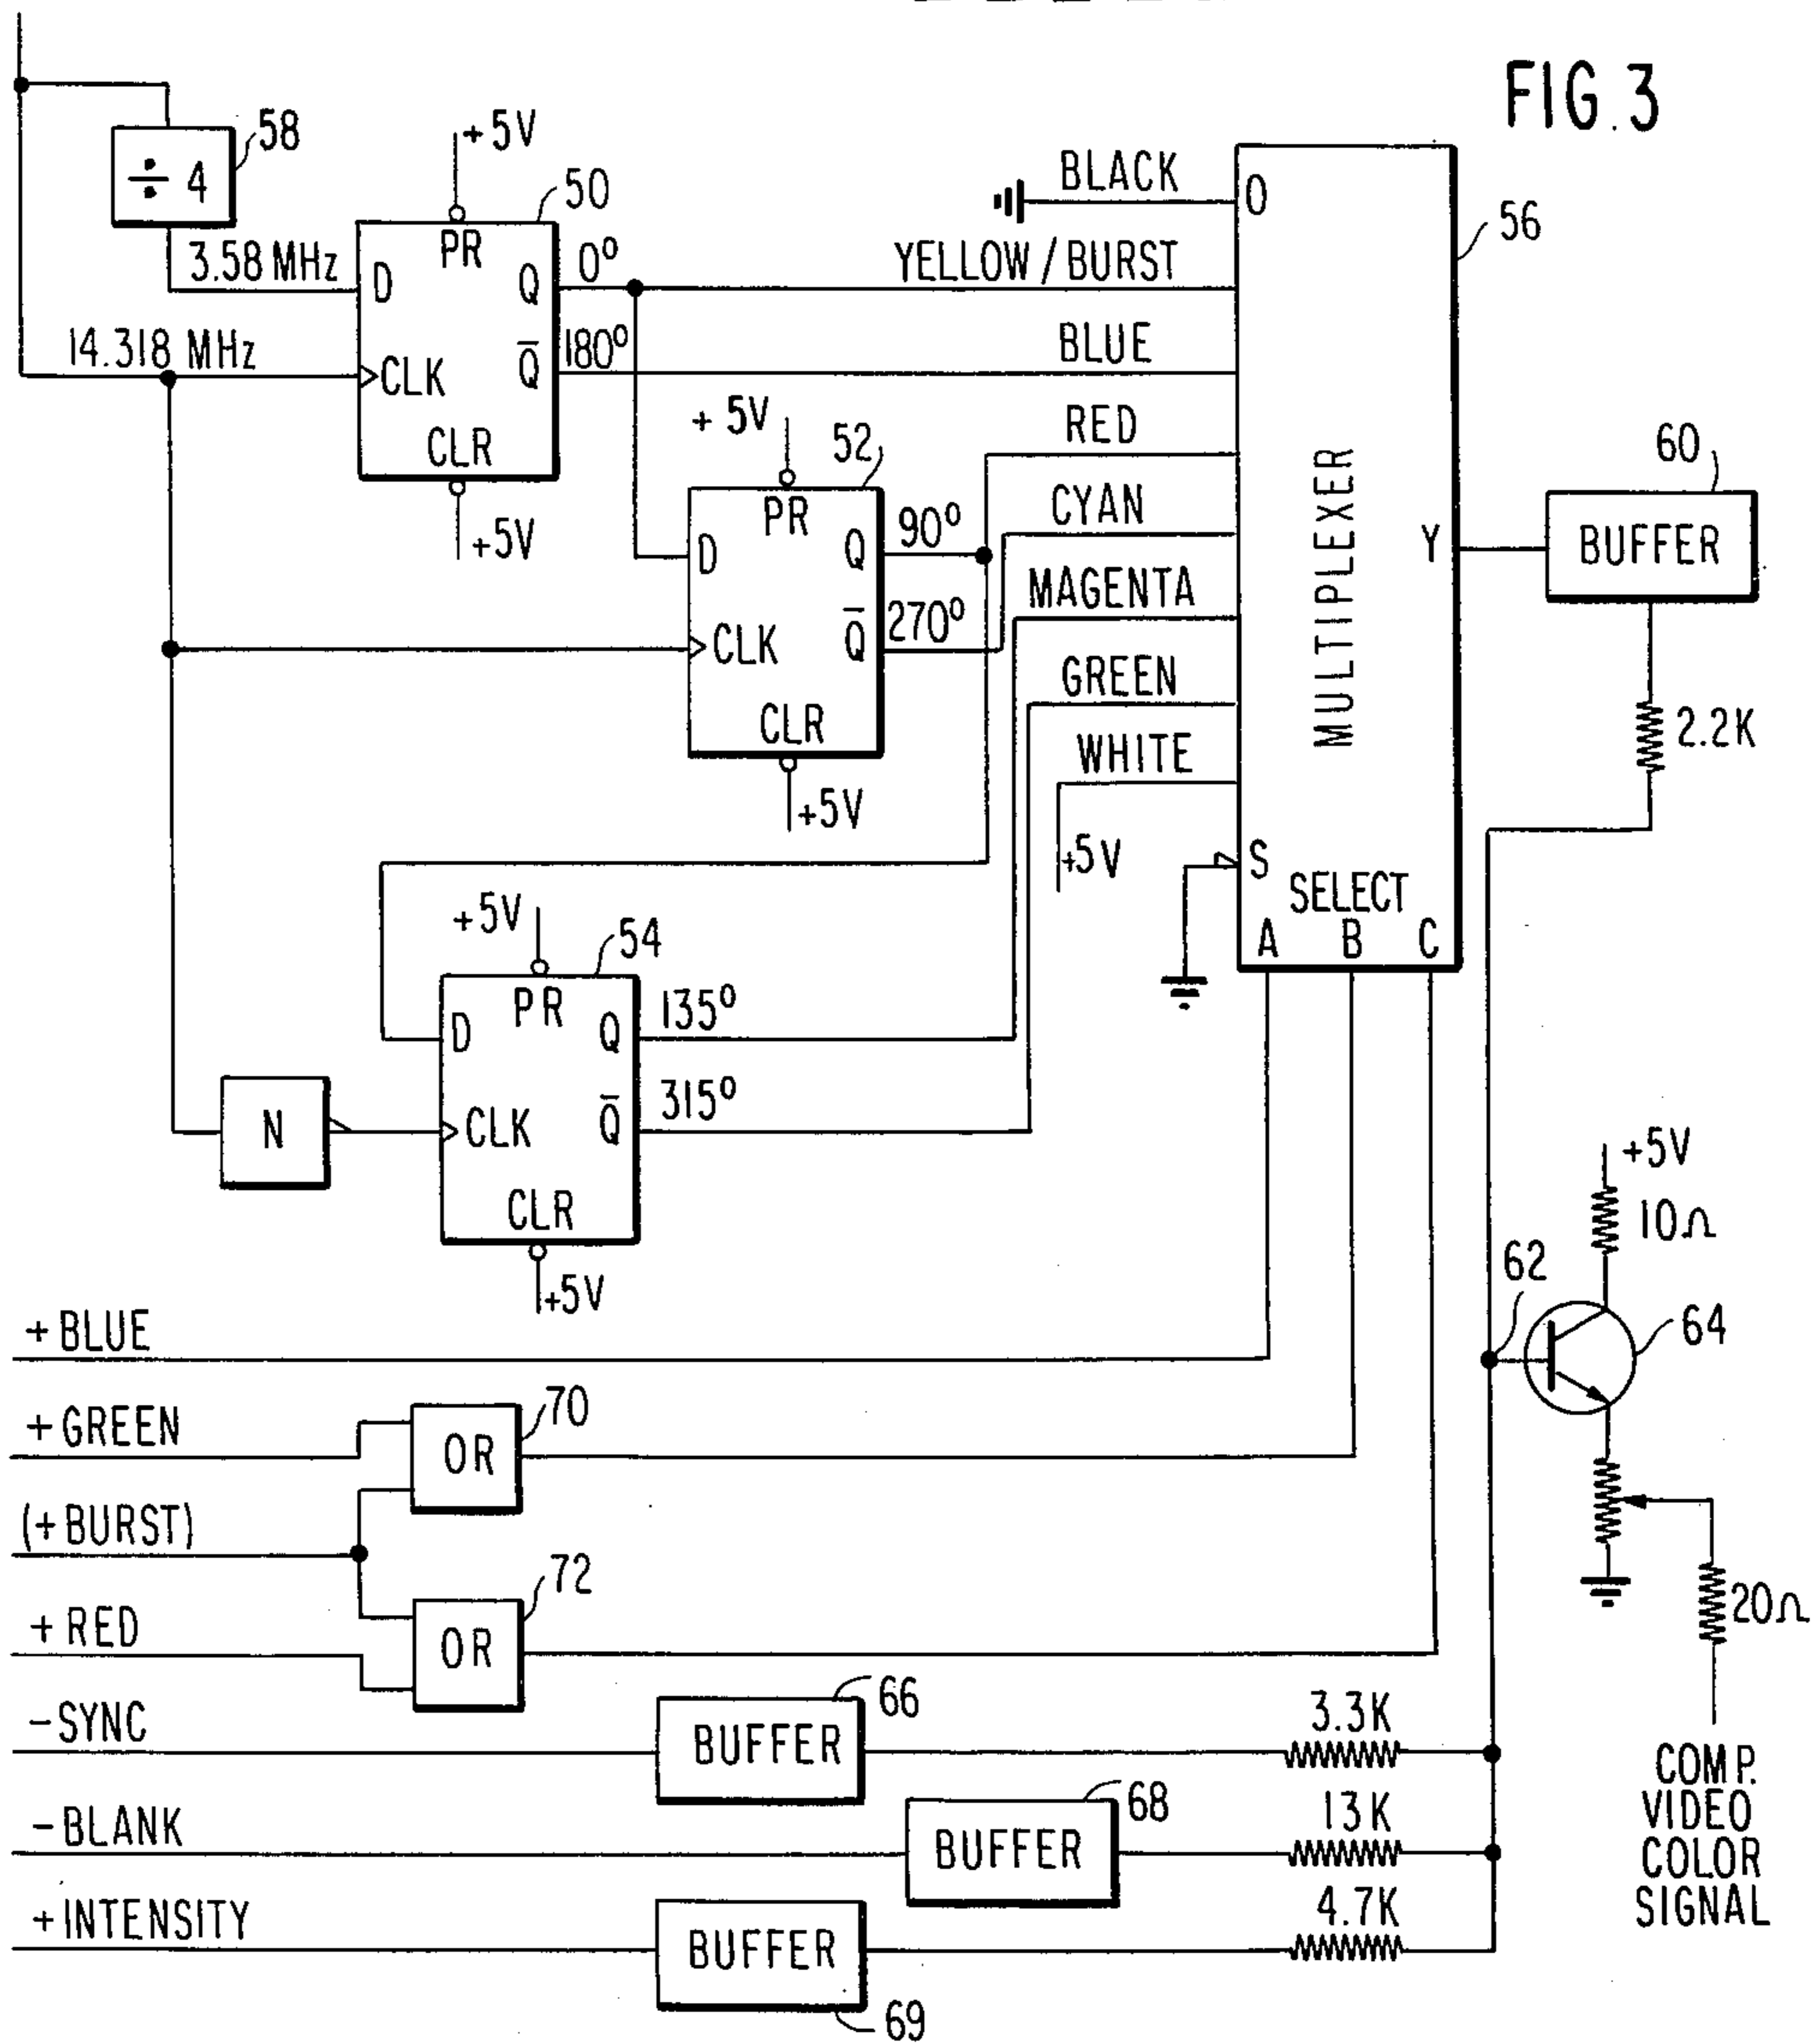 FIG. 3
÷ 4
58
+5V
50
3.58 MHz
14.318 MHz
D
PR
Q
0°
CLK
Q̅
180°
CLR
+5V
BLACK
YELLOW / BURST
BLUE
RED
CYAN
MAGENTA
GREEN
WHITE
+5V
0
MULTIPLEXER
56
Y
S
SELECT
A B C
60
BUFFER
2.2K
+5V
52
PR
D
Q
90°
CLK
Q̅
270°
CLR
+5V
+5V
54
PR
D
Q
135°
N
CLK
Q̅
315°
CLR
+5V
+5V
10Ω
62
64
20Ω
COMP.
VIDEO
COLOR
SIGNAL
+ BLUE
+ GREEN
OR
70
(+ BURST)
+ RED
OR
72
- SYNC
BUFFER
66
3.3K
- BLANK
BUFFER
68
13K
+ INTENSITY
BUFFER
69
4.7K